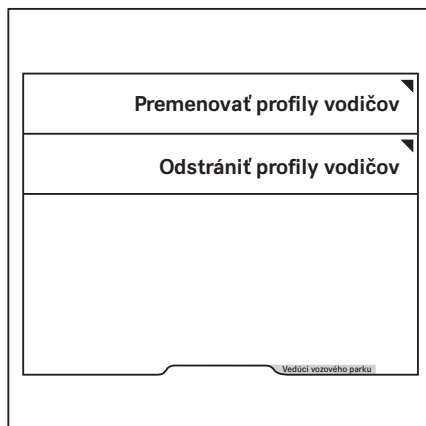 Premenovať profily vodičov
Odstrániť profily vodičov
Vedúci vozového parku